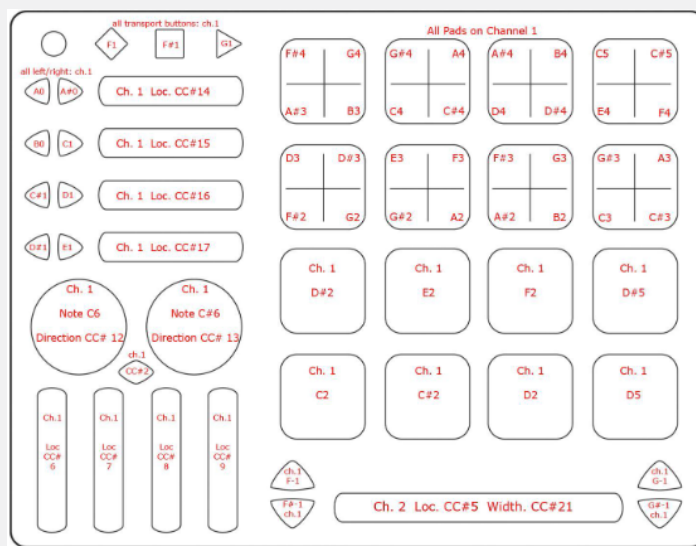 all transport buttons: ch.1
F1
F#1
G1
All Pads on Channel 1
all left/right: ch.1
A0 A#0 Ch. 1 Loc. CC#14
B0 C1 Ch. 1 Loc. CC#15
C#1 D1 Ch. 1 Loc. CC#16
D#1 E1 Ch. 1 Loc. CC#17
F#4 G4 G#4 A4 A#4 B4 C5 C#5
A#3 B3 C4 C#4 D4 D#4 E4 F4
D3 D#3 E3 F3 F#3 G3 G#3 A3
F#2 G2 G#2 A2 A#2 B2 C3 C#3
Ch. 1
D#2
Ch. 1
E2
Ch. 1
F2
Ch. 1
D#5
Ch. 1
C2
Ch. 1
C#2
Ch. 1
D2
Ch. 1
D5
Ch. 1
Note C6
Direction CC# 12
Ch. 1
Note C#6
Direction CC# 13
ch.1
CC#2
Ch.1
Loc
CC#
6
Ch.1
Loc
CC#
7
Ch.1
Loc
CC#
8
Ch.1
Loc
CC#
9
ch.1
F-1
F#-1
ch.1
Ch. 2 Loc. CC#5 Width. CC#21
ch.1
G-1
G#-1
ch.1